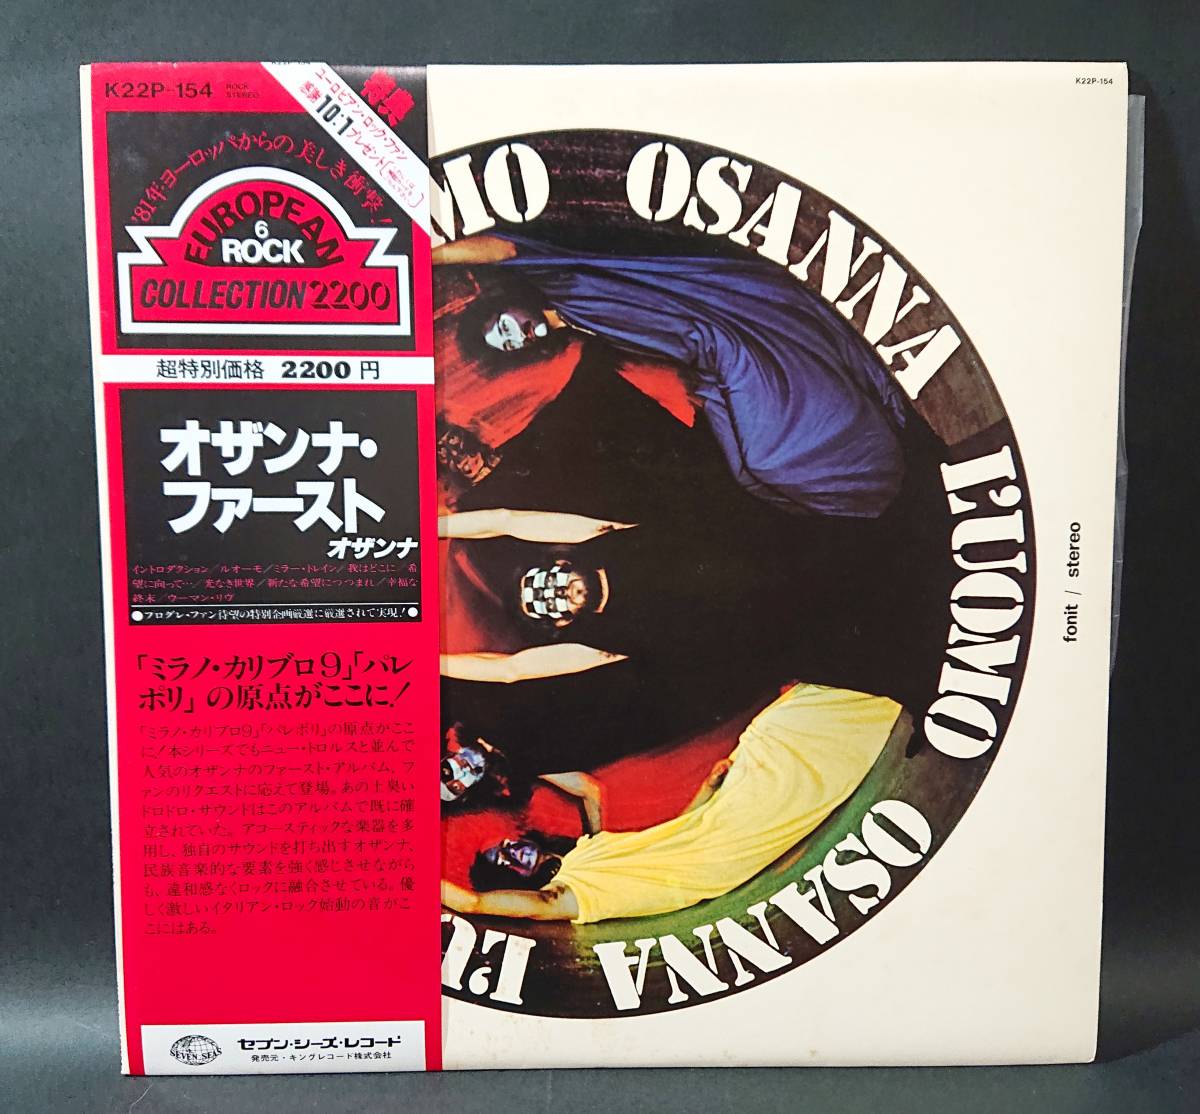 K22P-154
ROCK
STEREO
特典
ユーロピアン・ロック・ファン
感謝10:1プレゼント
'81年・ヨーロッパからの美しき衝撃!
EUROPEAN
6
ROCK
COLLECTION 2200
超特別価格 2200円
オザンナ・
ファースト
オザンナ
イントロダクション/ルオーモ/ミラー・トレイン/我はどこに/希
望に向って…/光なき世界/新たな希望につつまれ/幸福な
終末/ウーマン・リヴ
●プログレ・ファン待望の特別企画厳選に厳選されて実現!●
「ミラノ・カリブロ9」「パレ
ポリ」の原点がここに!
「ミラノ・カリブロ9」「パレポリ」の原点がここ
に!本シリーズでもニュー・トロルスと並んで
人気のオザンナのファースト・アルバム、フ
ァンのリクエストに応えて登場。あの土臭い
ドロドロ・サウンドはこのアルバムで既に確
立されていた。アコースティックな楽器を多
用し、独自のサウンドを打ち出すオザンナ、
民族音楽的な要素を強く感じさせながら
も、違和感なくロックに融合させている。優
しく激しいイタリアン・ロック始動の音がこ
こにはある。
SEVEN SEAS
セブン・シーズ・レコード
発売元・キングレコード株式会社
K22P-154
MO
OSANNA
L'UOMO
OSANNA
L'U
fonit / stereo